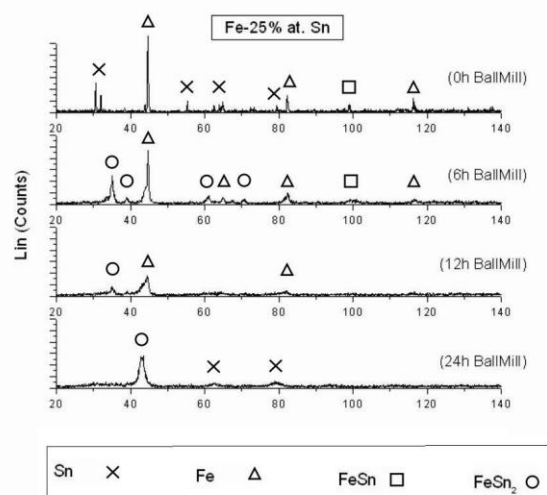 Fe-25% at. Sn
Lin (Counts)
(0h BallMill)
20 40 60 80 100 120 140
(6h BallMill)
20 40 60 80 100 120 140
(12h BallMill)
20 40 60 80 100 120 140
(24h BallMill)
20 40 60 80 100 120 140
Sn Fe FeSn FeSn₂